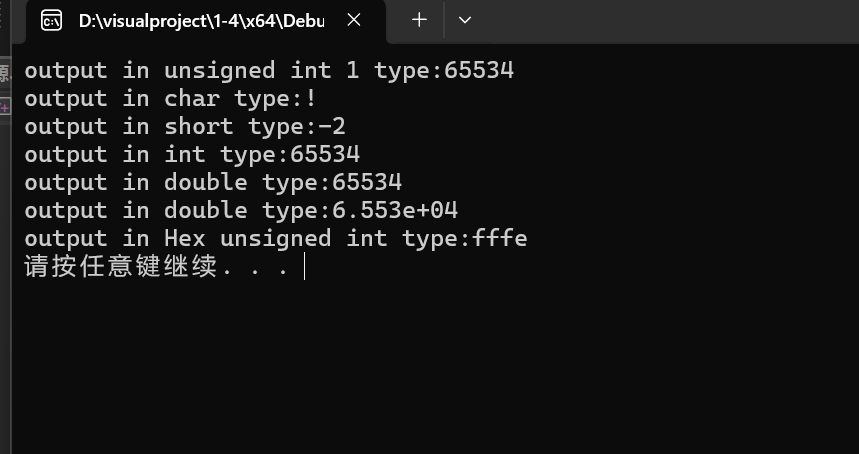 D:\visualproject\1-4\x64\Debu
output in unsigned int 1 type:65534
output in char type:!
output in short type:-2
output in int type:65534
output in double type:65534
output in double type:6.553e+04
output in Hex unsigned int type:fffe
请按任意键继续. . .